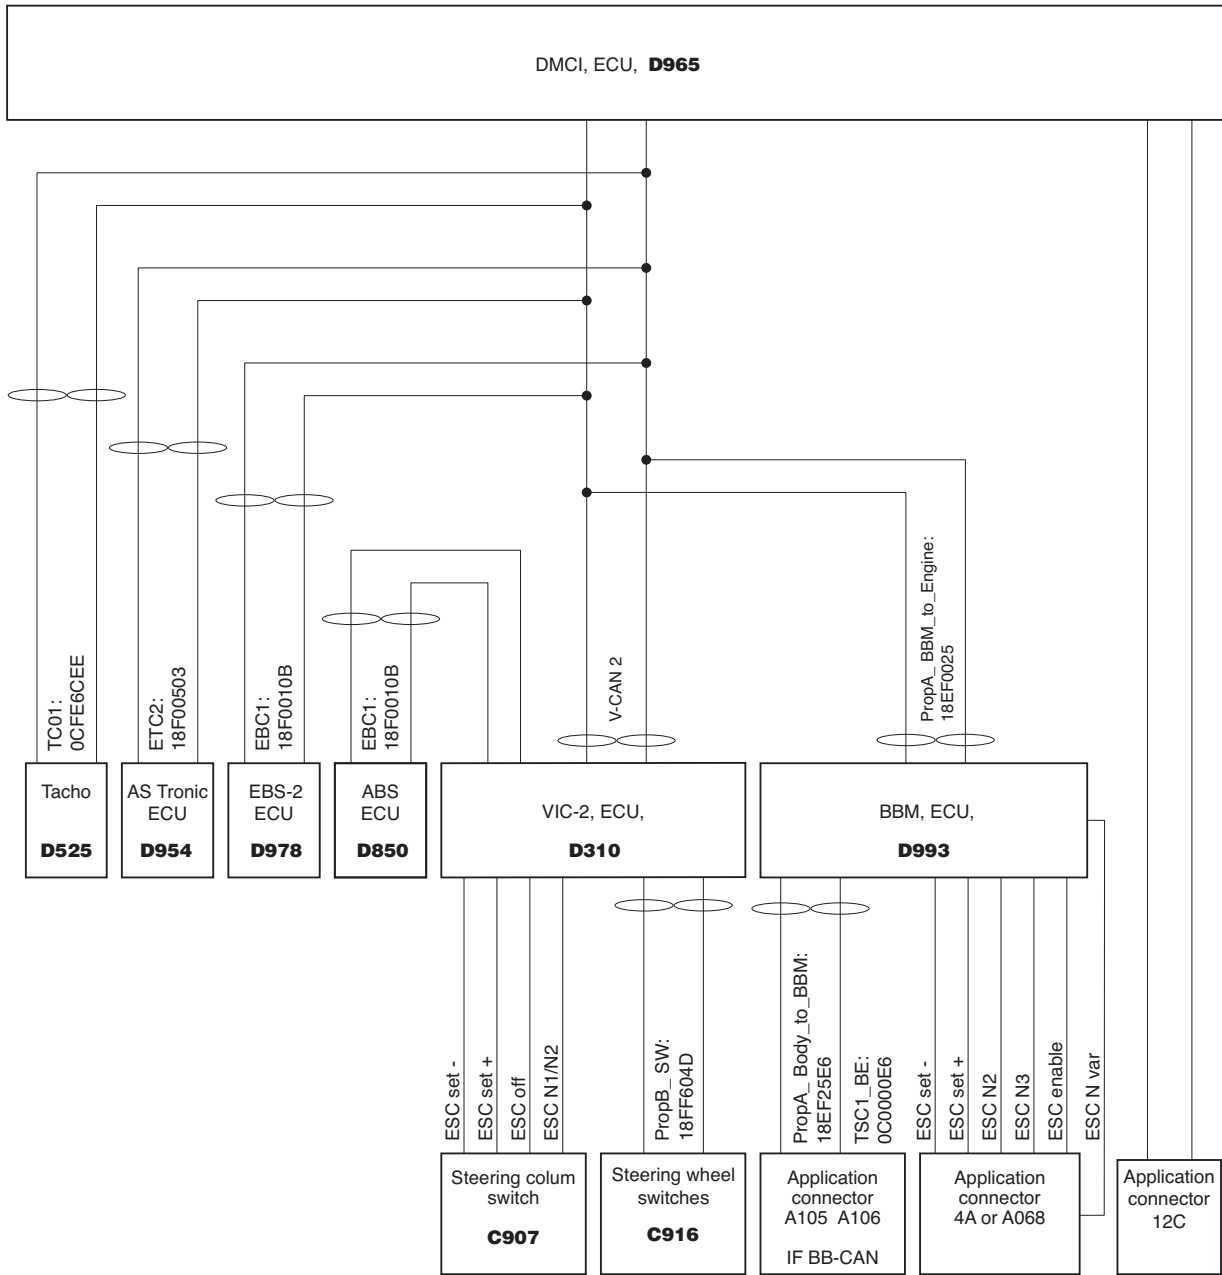 DMCI, ECU, D965
TC01:
0CFE6CEE
ETC2:
18F00503
EBC1:
18F0010B
EBC1:
18F0010B
V-CAN 2
PropA_ BBM_to_Engine:
18EF0025
Tacho
D525
AS Tronic
ECU
D954
EBS-2
ECU
D978
ABS
ECU
D850
VIC-2, ECU,
D310
BBM, ECU,
D993
ESC set -
ESC set +
ESC off
ESC N1/N2
PropB_ SW:
18FF604D
PropA_ Body_to_BBM:
18EF25E6
TSC1_BE:
0C0000E6
ESC set -
ESC set +
ESC N2
ESC N3
ESC enable
ESC N var
Steering colum
switch
C907
Steering wheel
switches
C916
Application
connector
A105 A106
IF BB-CAN
Application
connector
4A or A068
Application
connector
12C